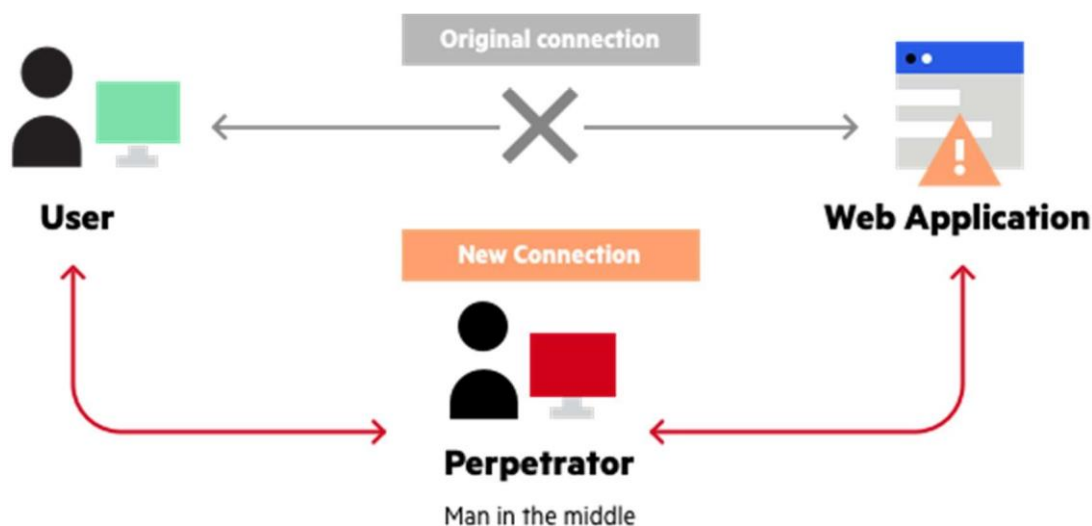 Original connection
User
Web Application
New Connection
Perpetrator
Man in the middle